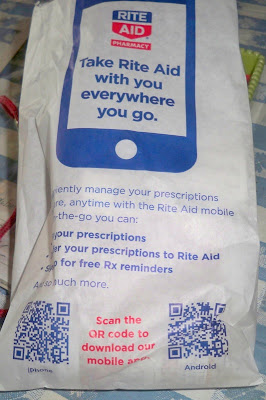 RITE
AID
PHARMACY
Take Rite Aid
with you
everywhere
you go.
manage your prescriptions
anytime with the Rite Aid mobile
you can:
your prescriptions
your prescriptions to Rite Aid
for free Rx reminders
much more.
Scan the
QR code to
download our
mobile
iPhone
Android